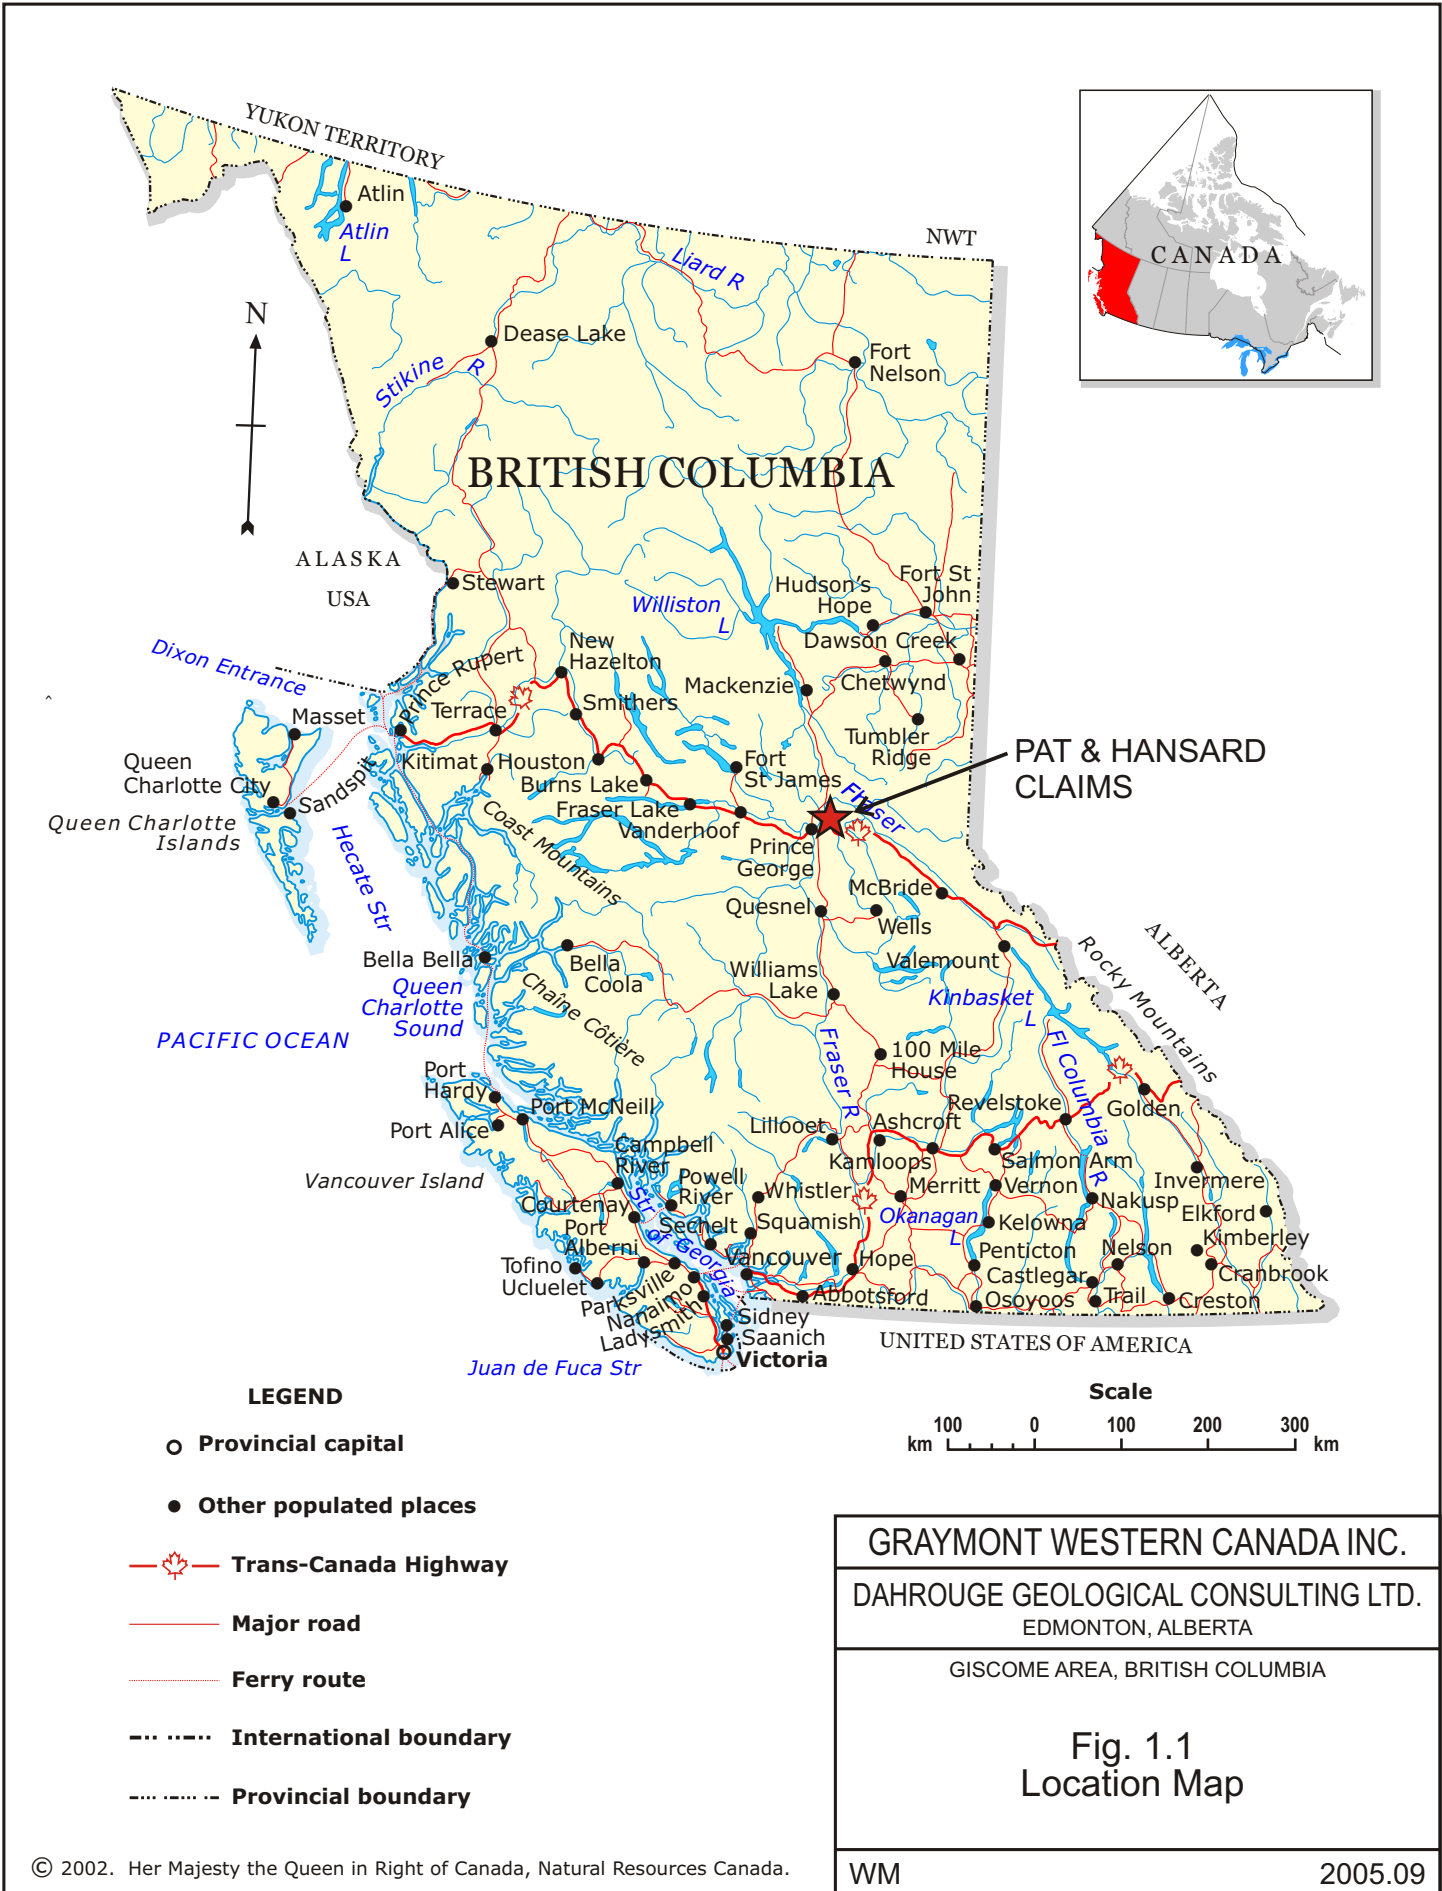 YUKON TERRITORY
NWT
CANADA
Atlin
Atlin
L
Liard R
N
Dease Lake
Stikine R
Fort
Nelson
BRITISH COLUMBIA
ALASKA
USA
Stewart
Williston
L
Hudson's
Hope
Fort St
John
Dawson Creek
Chetwynd
Mackenzie
Tumbler
Ridge
Dixon Entrance
Prince Rupert
New
Hazelton
Smithers
Terrace
Masset
Queen
Charlotte City
Sandspit
Queen Charlotte
Islands
Kitimat
Houston
Burns Lake
Fraser Lake
Vanderhoof
Fort
St James
Fraser
PAT & HANSARD
CLAIMS
Prince
George
Hecate Str
Coast Mountains
McBride
Quesnel
Wells
Valemount
ALBERTA
Rocky Mountains
Bella Bella
Bella
Coola
Williams
Lake
Kinbasket
L
Queen
Charlotte
Sound
Chaîne Côtière
PACIFIC OCEAN
Fraser R
100 Mile
House
Fl Columbia R
Port
Hardy
Port McNeill
Port Alice
Revelstoke
Golden
Lillooet
Ashcroft
Campbell
River
Kamloops
Salmon Arm
Vancouver Island
Powell
River
Whistler
Merritt
Vernon
Nakusp
Invermere
Courtenay
Str of Georgia
Sechelt
Squamish
Okanagan
L
Kelowna
Elkford
Kimberley
Port
Alberni
Vancouver
Hope
Penticton
Nelson
Cranbrook
Tofino
Ucluelet
Castlegar
Parksville
Nanaimo
Ladysmith
Abbotsford
Osoyoos
Trail
Creston
Sidney
Saanich
Victoria
UNITED STATES OF AMERICA
Juan de Fuca Str
LEGEND
Provincial capital
Other populated places
Trans-Canada Highway
Major road
Ferry route
International boundary
Provincial boundary
Scale
100 0 100 200 300
km km
GRAYMONT WESTERN CANADA INC.
DAHROUGE GEOLOGICAL CONSULTING LTD.
EDMONTON, ALBERTA
GISCOME AREA, BRITISH COLUMBIA
Fig. 1.1
Location Map
WM 2005.09
© 2002. Her Majesty the Queen in Right of Canada, Natural Resources Canada.